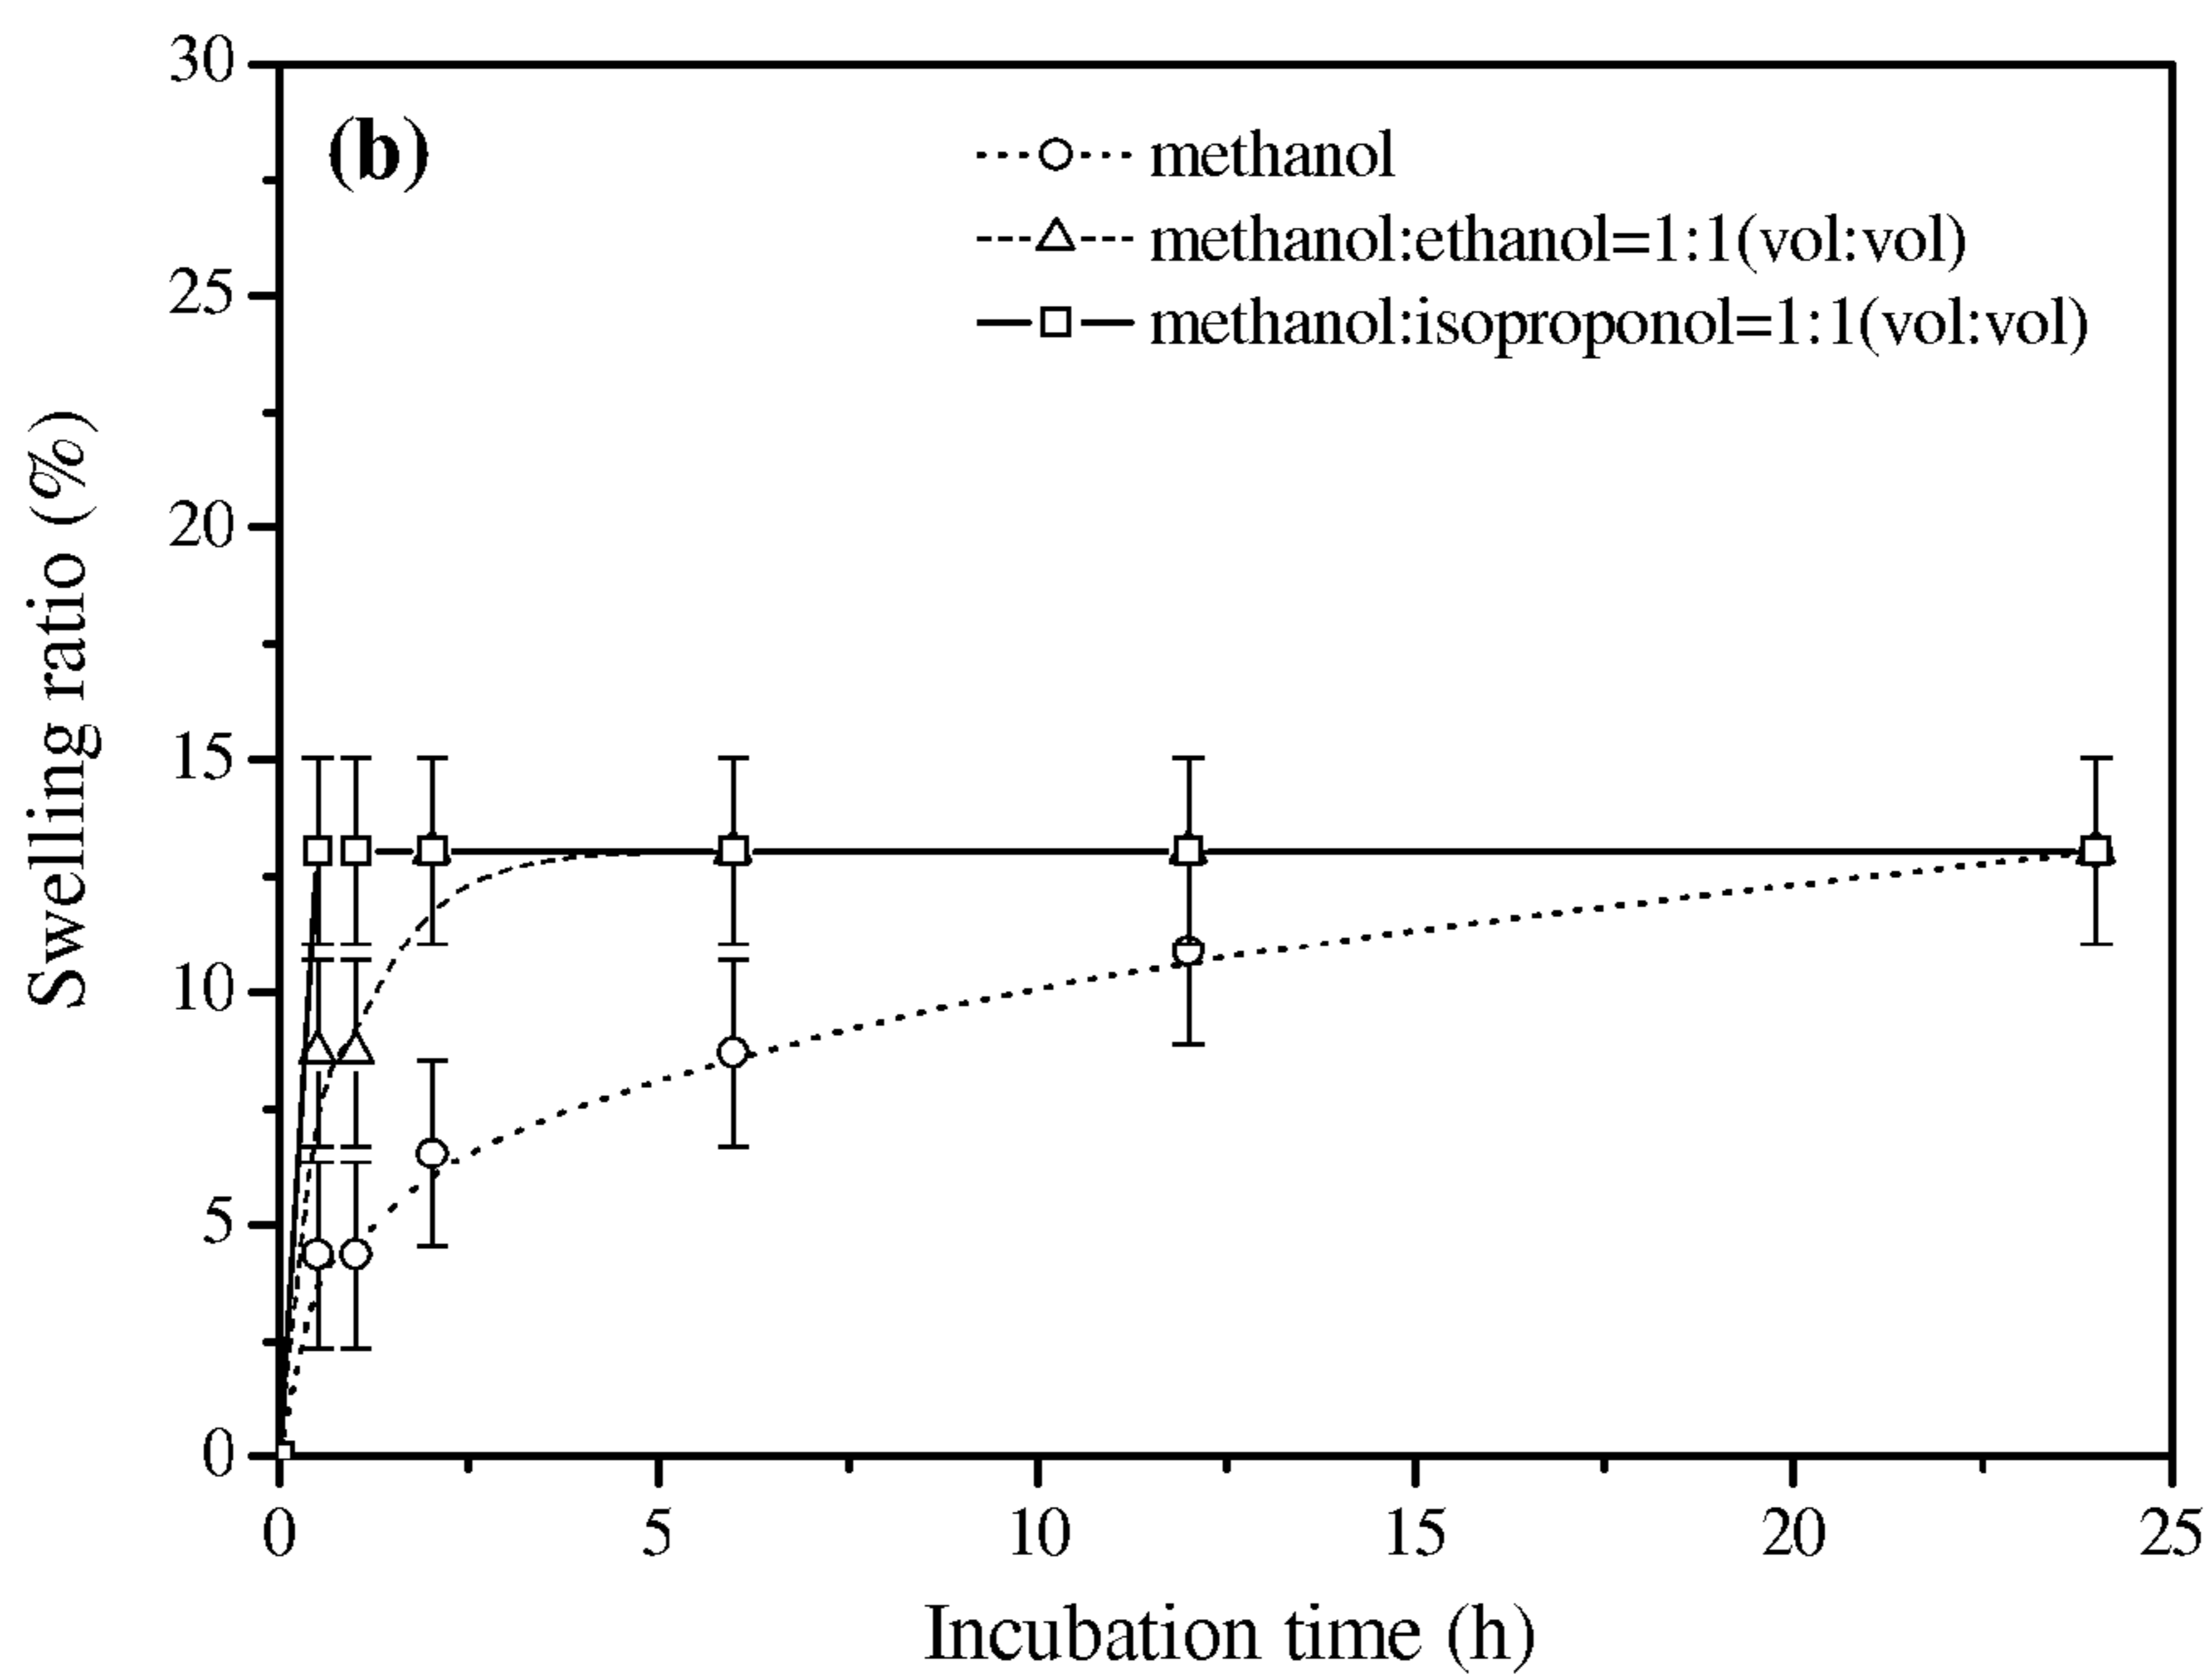 (b)
methanol
methanol:ethanol=1:1(vol:vol)
methanol:isoproponol=1:1(vol:vol)
Swelling ratio (%)
30
25
20
15
10
5
0
0 5 10 15 20 25
Incubation time (h)